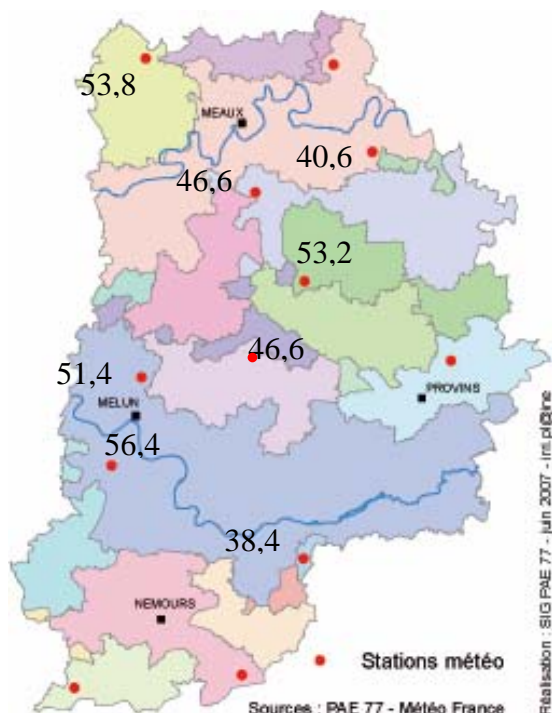 53,8
MEAUX
40,6
46,6
53,2
46,6
51,4
MELUN
PROVINS
56,4
38,4
NEMOURS
Stations météo
Sources : PAE 77 - Météo France
Réalisation : SIG PAE 77 - juin 2007